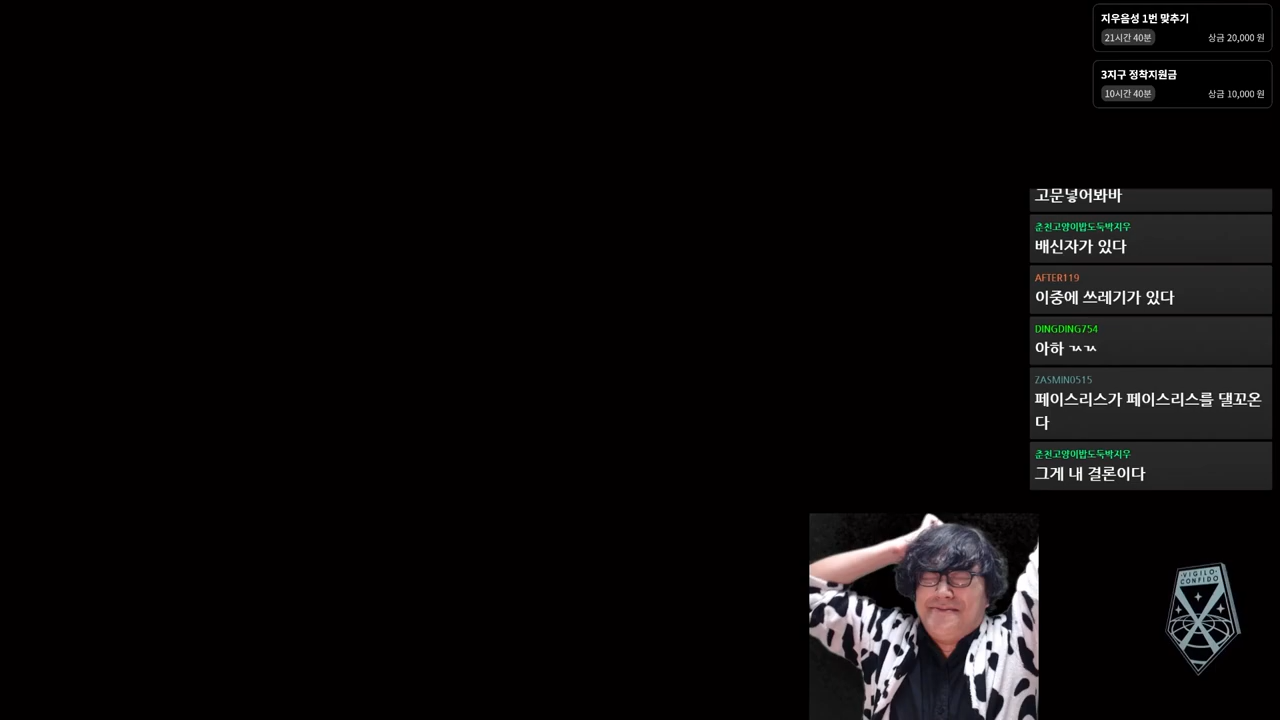 지우음성 1번 맞추기
21시간 40분 상금 20,000 원
3지구 정착지원금
10시간 40분 상금 10,000 원
고문넣어봐바
준천고양이밥도둑박지우
배신자가 있다
AFTER119
이중에 쓰레기가 있다
DINGDING754
아하 ㄳㄳ
ZASMIN0515
페이스리스가 페이스리스를 댈꼬온
다
준천고양이밥도둑박지우
그게 내 결론이다
·VIGILO·
CONFIDO